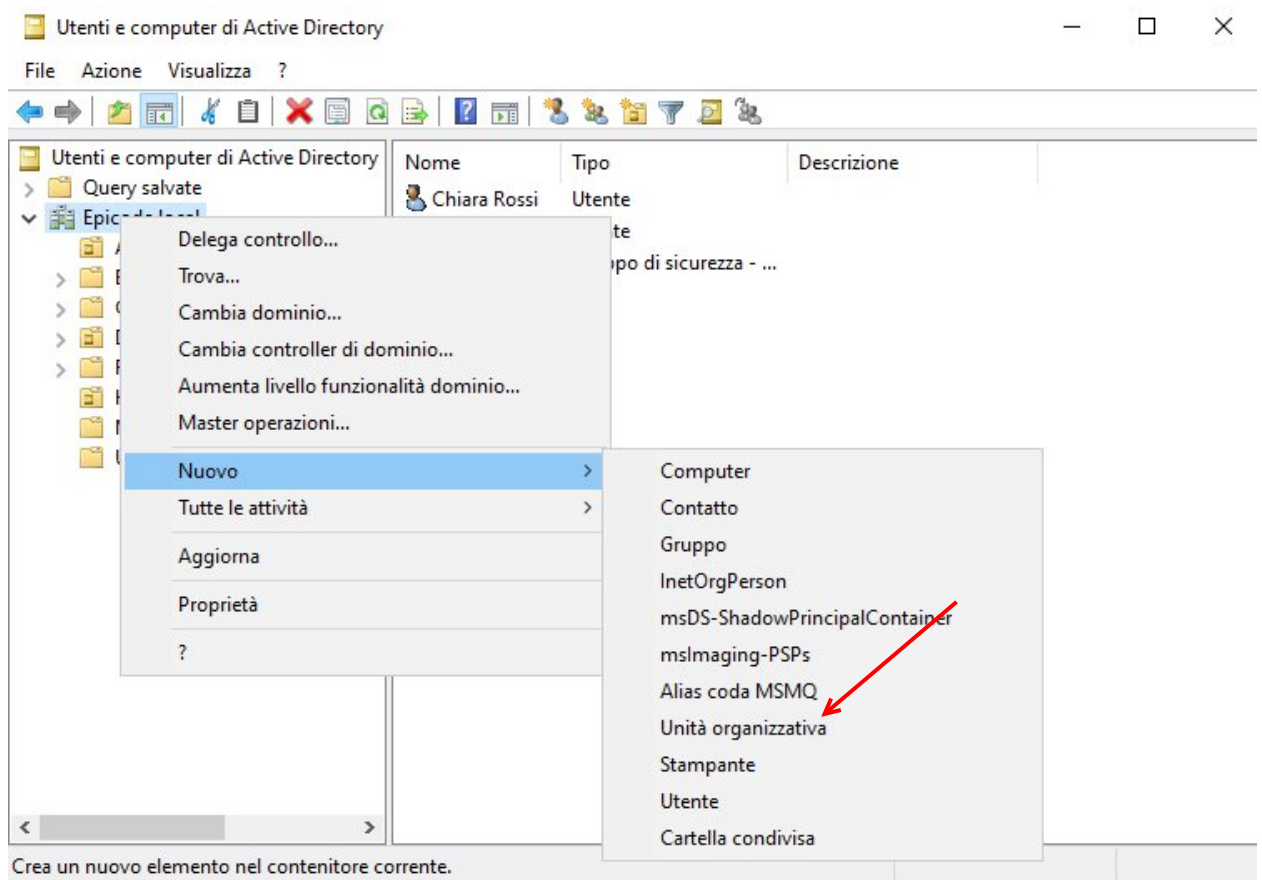 Utenti e computer di Active Directory
File Azione Visualizza ?
Utenti e computer di Active Directory
Query salvate
Nome Tipo Descrizione
Chiara Rossi Utente
di sicurezza - ...
Delega controllo...
Trova...
Cambia dominio...
Cambia controller di dominio...
Aumenta livello funzionalità dominio...
Master operazioni...
Nuovo >
Tutte le attività >
Aggiorna
Proprietà
?
Computer
Contatto
Gruppo
InetOrgPerson
msDS-ShadowPrincipalContainer
msImaging-PSPs
Alias coda MSMQ
Unità organizzativa
Stampante
Utente
Cartella condivisa
Crea un nuovo elemento nel contenitore corrente.